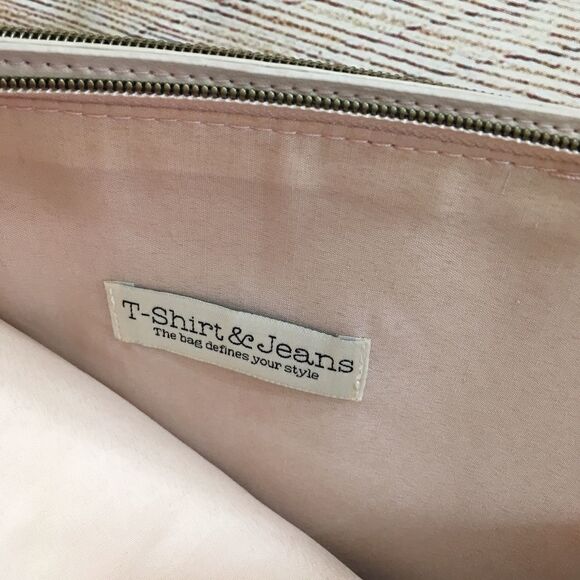 T-Shirt & Jeans
The bag defines your style